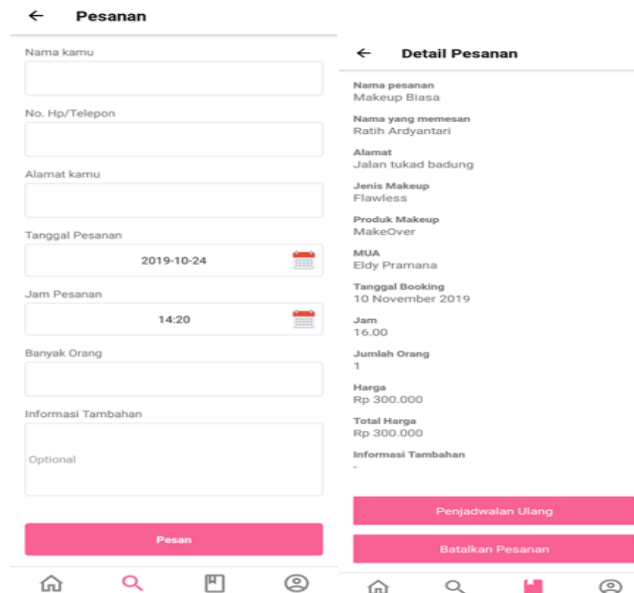 Pesanan
Nama kamu
No. Hp/Telepon
Alamat kamu
Tanggal Pesanan
2019-10-24
Jam Pesanan
14:20
Banyak Orang
Informasi Tambahan
Optional
Pesan
Detail Pesanan
Nama pesanan
Makeup Biasa
Nama yang memesan
Ratih Ardyantari
Alamat
Jalan tukad badung
Jenis Makeup
Flawless
Produk Makeup
MakeOver
MUA
Eldy Pramana
Tanggal Booking
10 November 2019
Jam
16.00
Jumlah Orang
1
Harga
Rp 300.000
Total Harga
Rp 300.000
Informasi Tambahan
-
Penjadwalan Ulang
Batalkan Pesanan